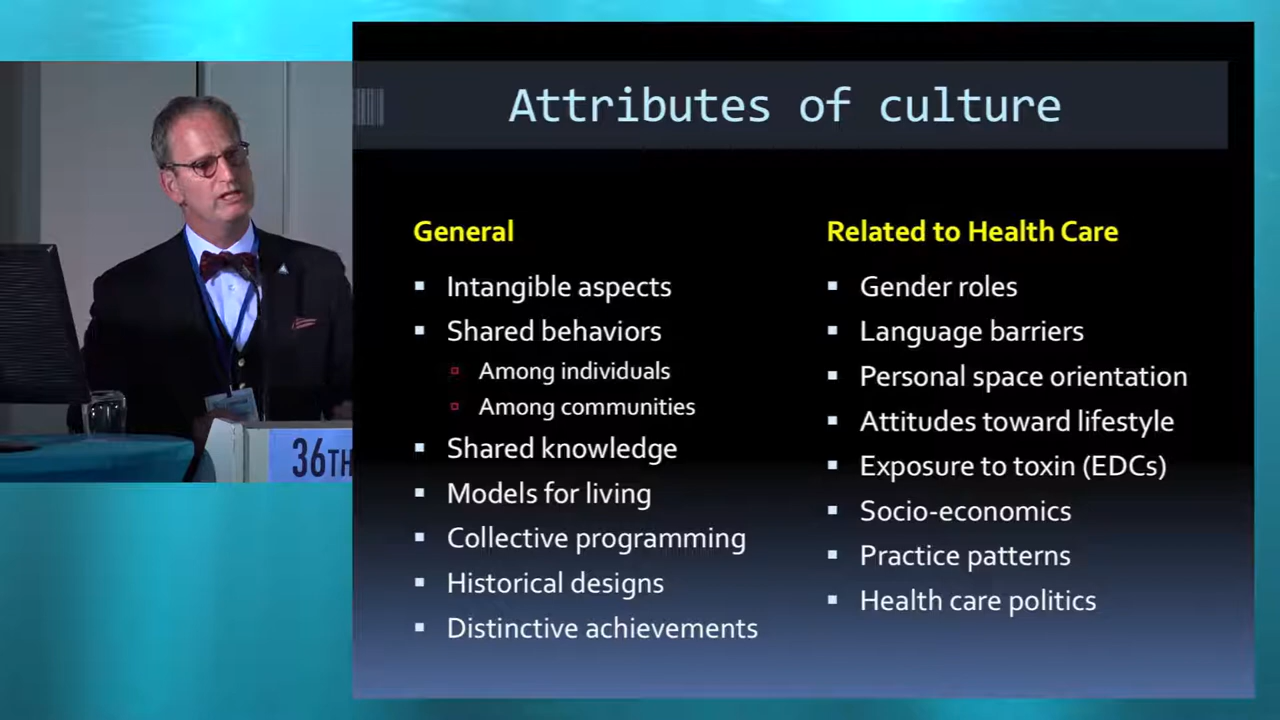 Attributes of culture
General
Intangible aspects
Shared behaviors
Among individuals
Among communities
Shared knowledge
Models for living
Collective programming
Historical designs
Distinctive achievements
Related to Health Care
Gender roles
Language barriers
Personal space orientation
Attitudes toward lifestyle
Exposure to toxin (EDCs)
Socio-economics
Practice patterns
Health care politics
36TH